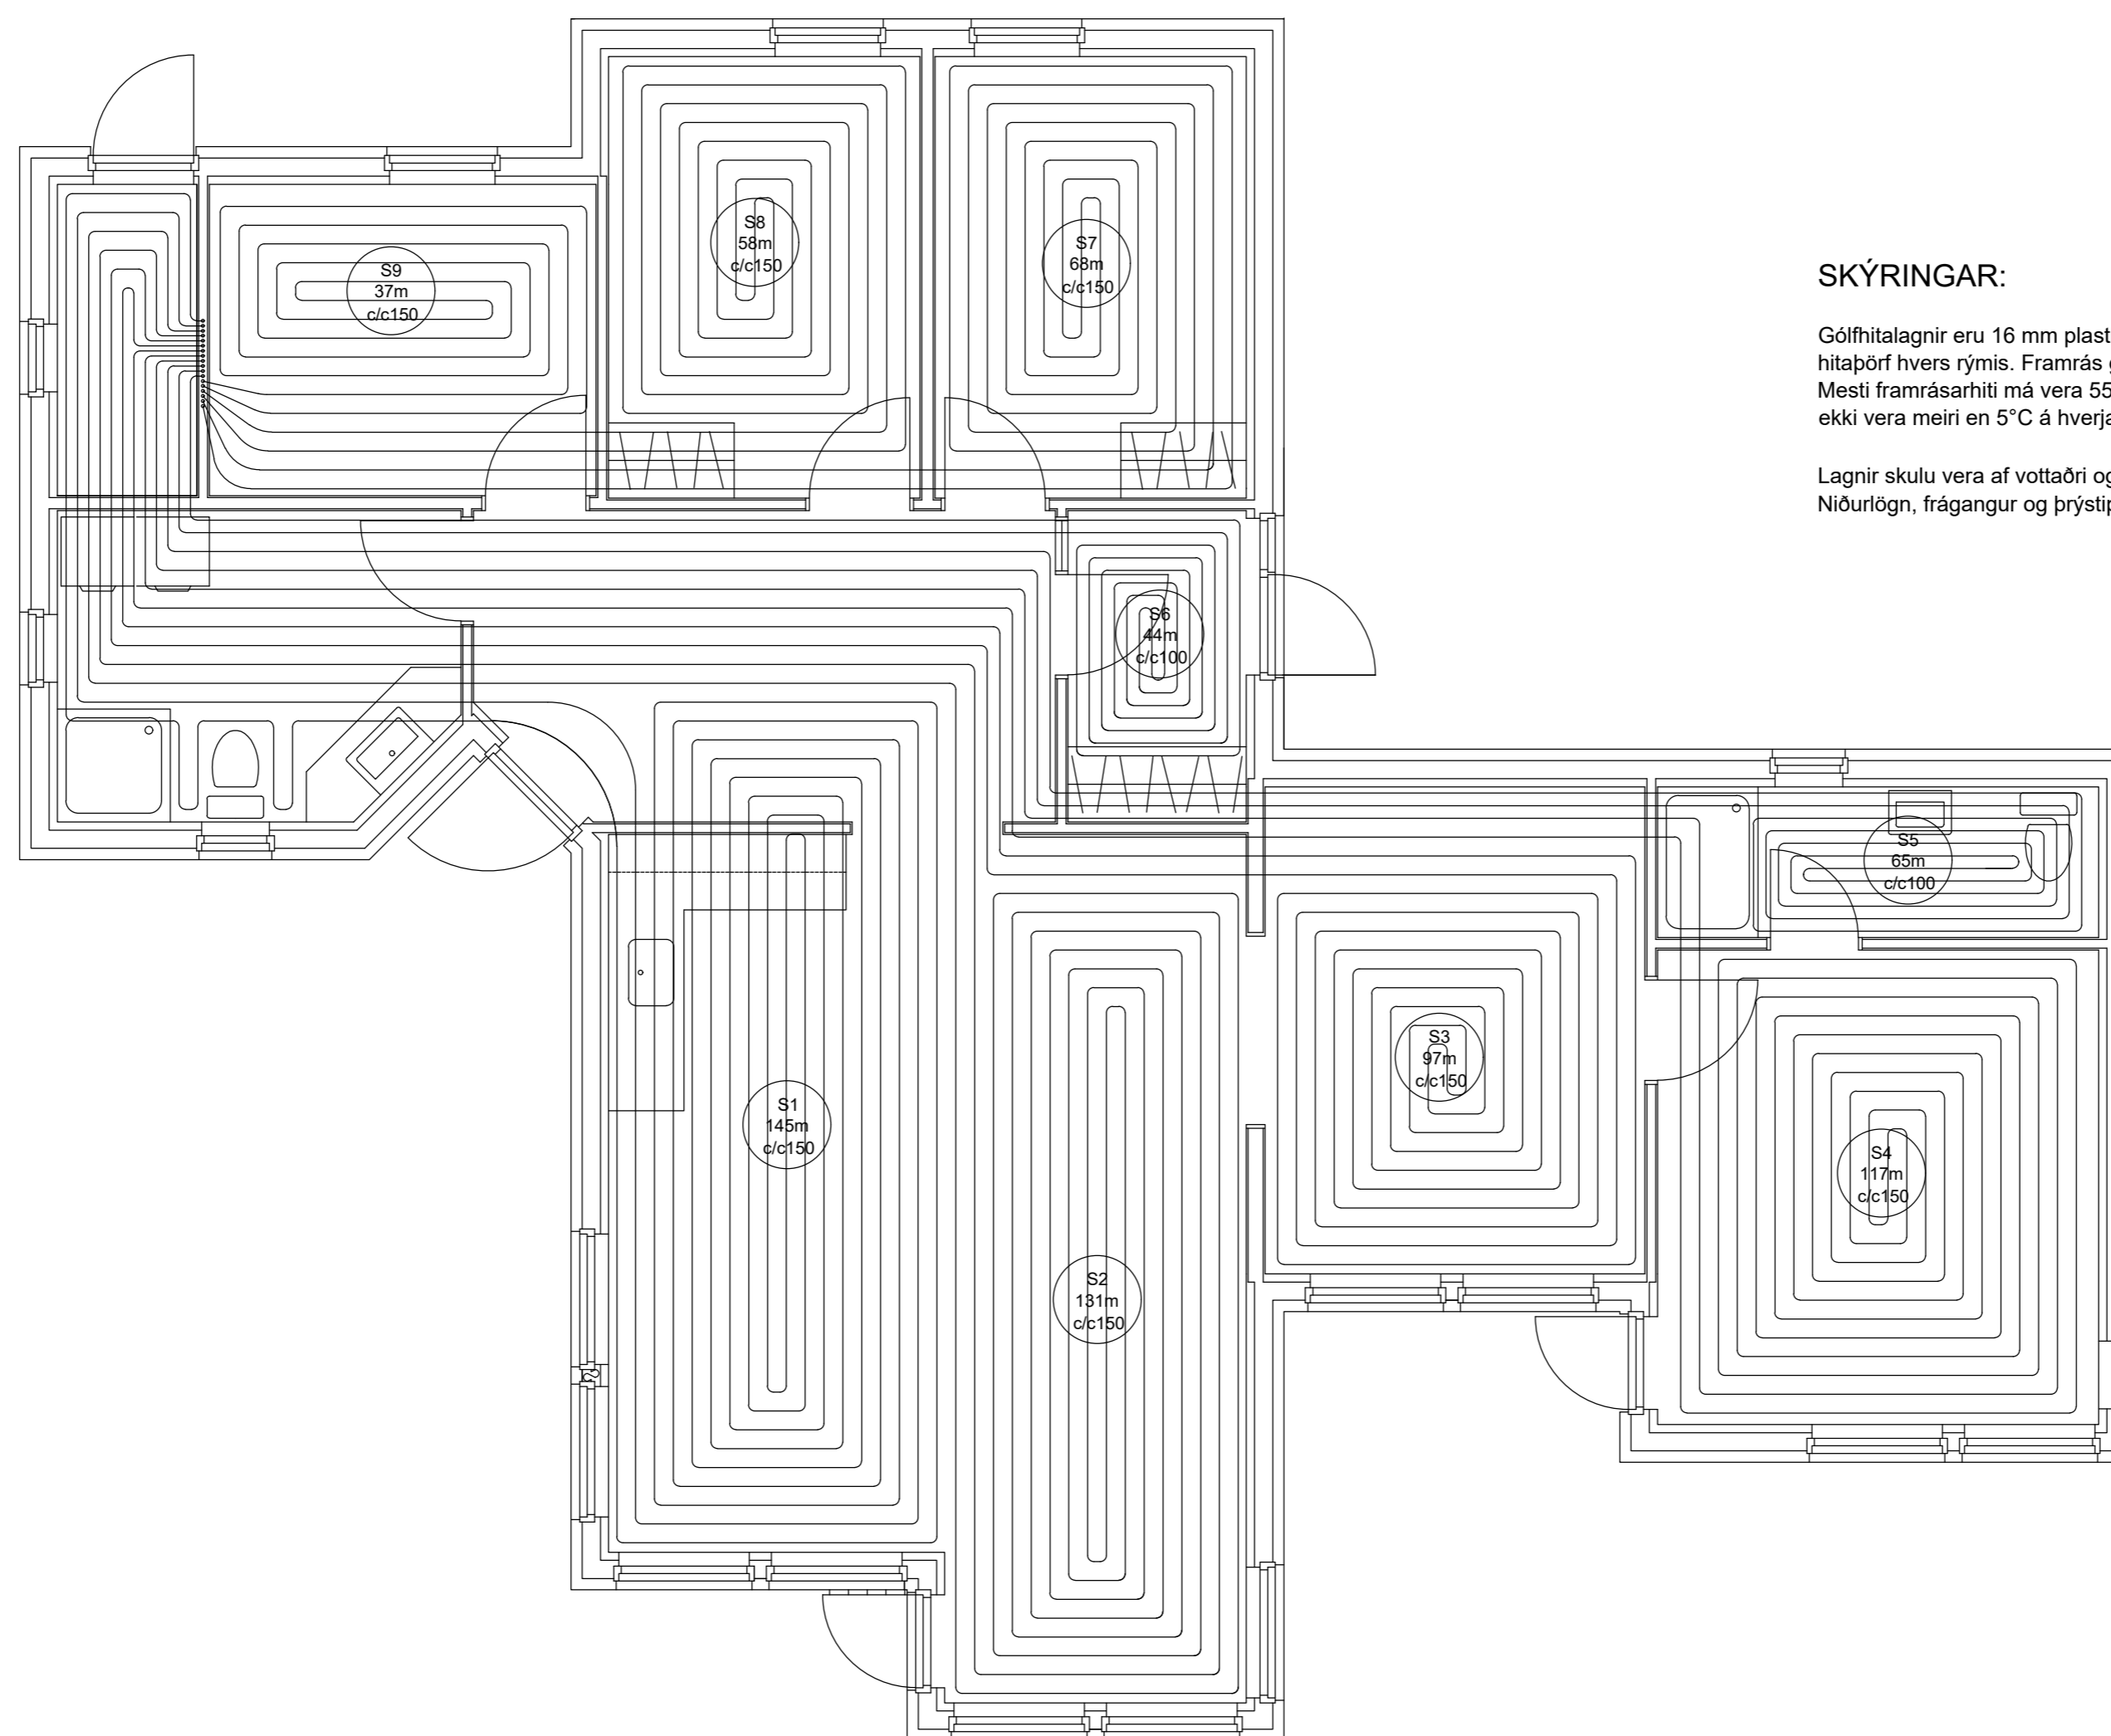 S8
58m
c/c150
S7
68m
c/c150
S9
37m
c/c150
SKÝRINGAR:
Gólfhitalagnir eru 16 mm plast
hitaþörf hvers rýmis. Framrás
Mesti framrásarhiti má vera 55
ekki vera meiri en 5°C á hverja
Lagnir skulu vera af vottaðri og
Niðurlögn, frágangur og þrýstip
S6
44m
c/c100
S5
65m
c/c100
S3
97m
c/c150
S1
145m
c/c150
S4
117m
c/c150
S2
131m
c/c150